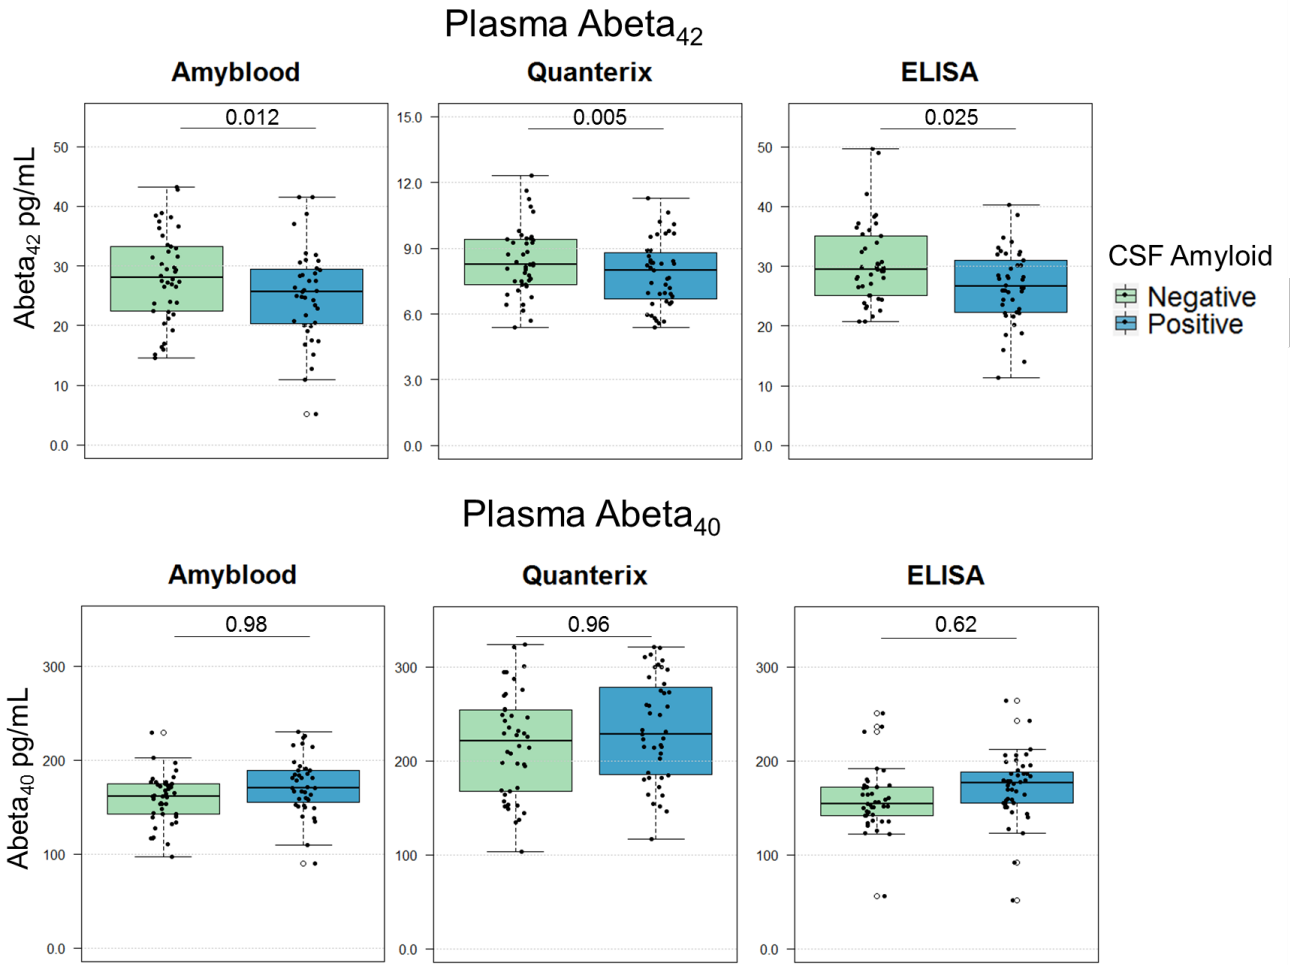 Plasma Abeta42
Amyblood Quanterix ELISA
0.012 0.005 0.025
Abeta42 pg/mL
50
40
30
20
10
0.0
15.0
12.0
9.0
6.0
3.0
0.0
50
40
30
20
10
0.0
CSF Amyloid
Negative
Positive
Plasma Abeta40
Amyblood Quanterix ELISA
0.98 0.96 0.62
Abeta40 pg/mL
300
200
100
0.0
300
200
100
0.0
300
200
100
0.0